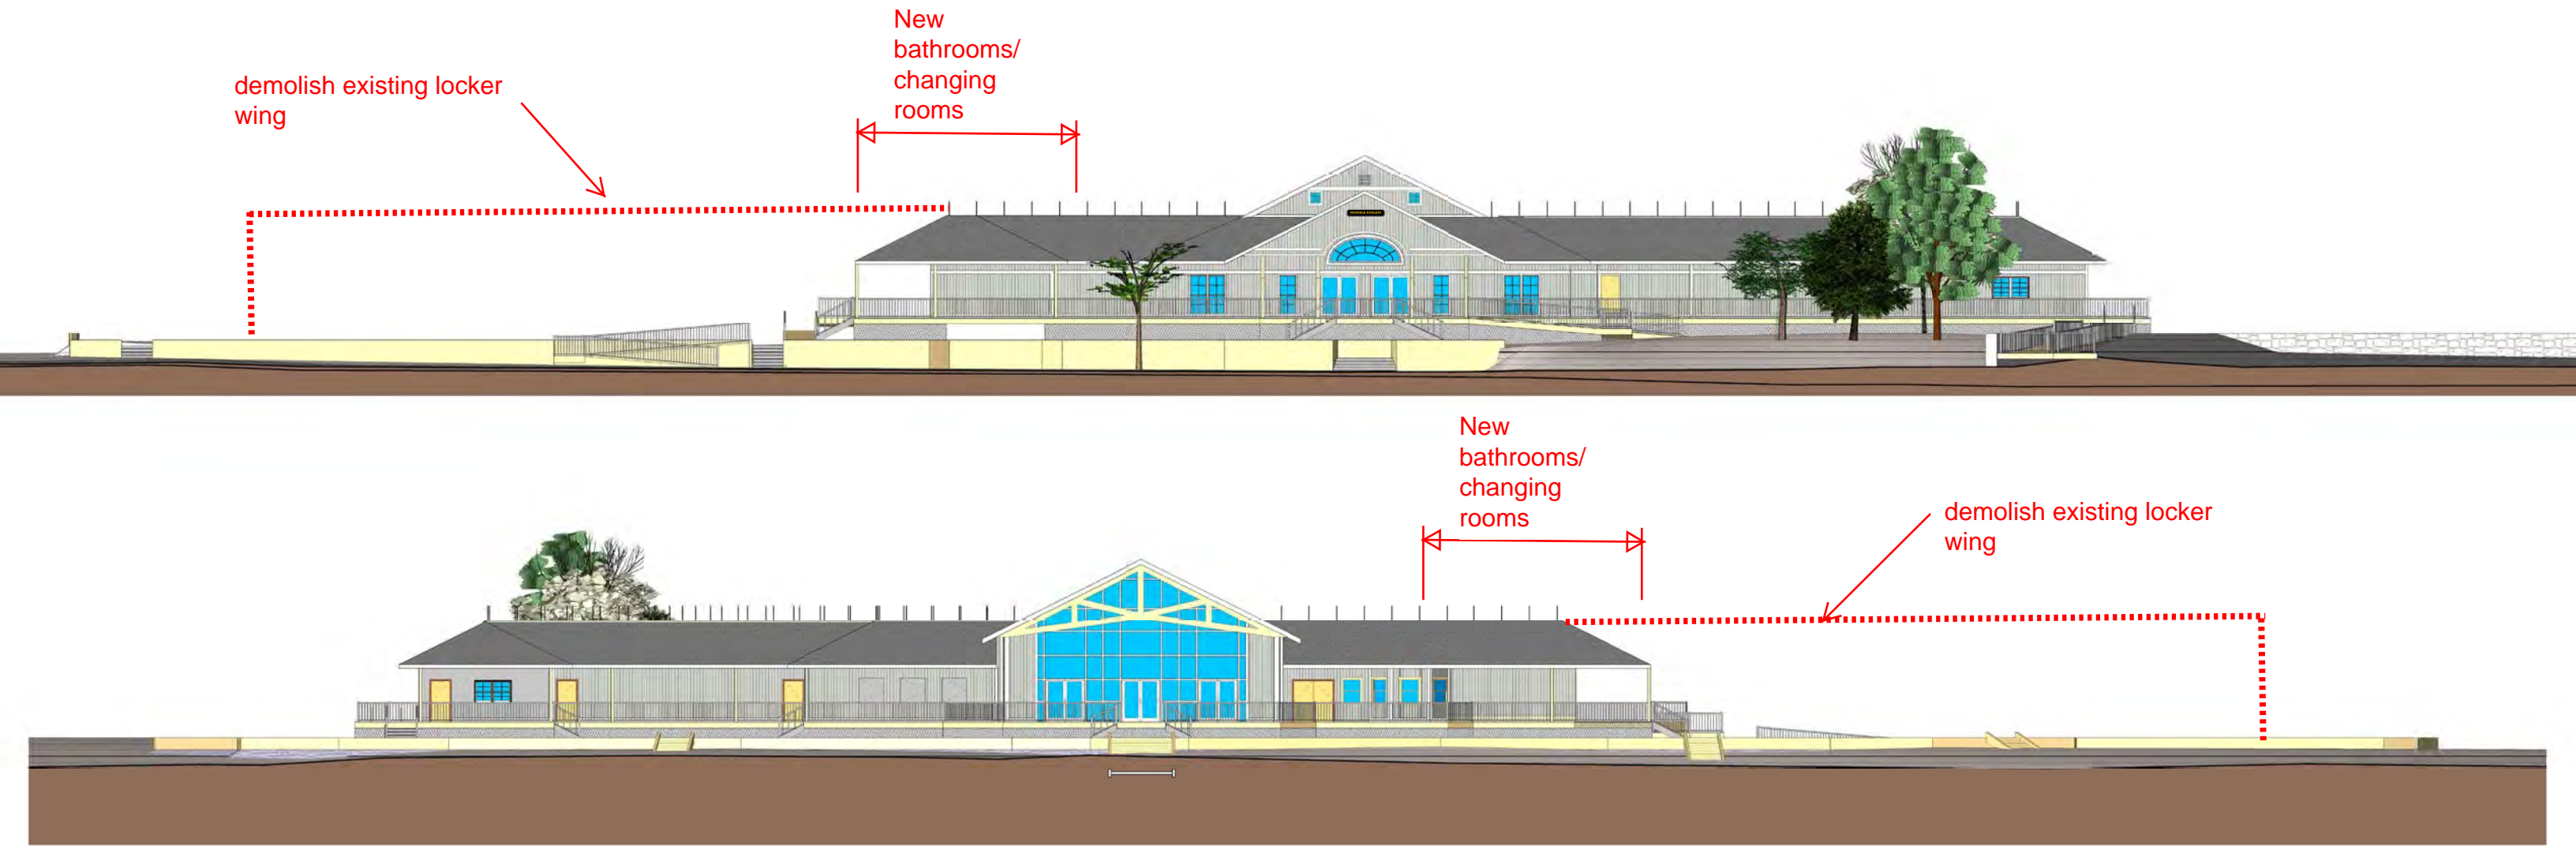 New
bathrooms/
changing
rooms
demolish existing locker
wing
New
bathrooms/
changing
rooms
demolish existing locker
wing